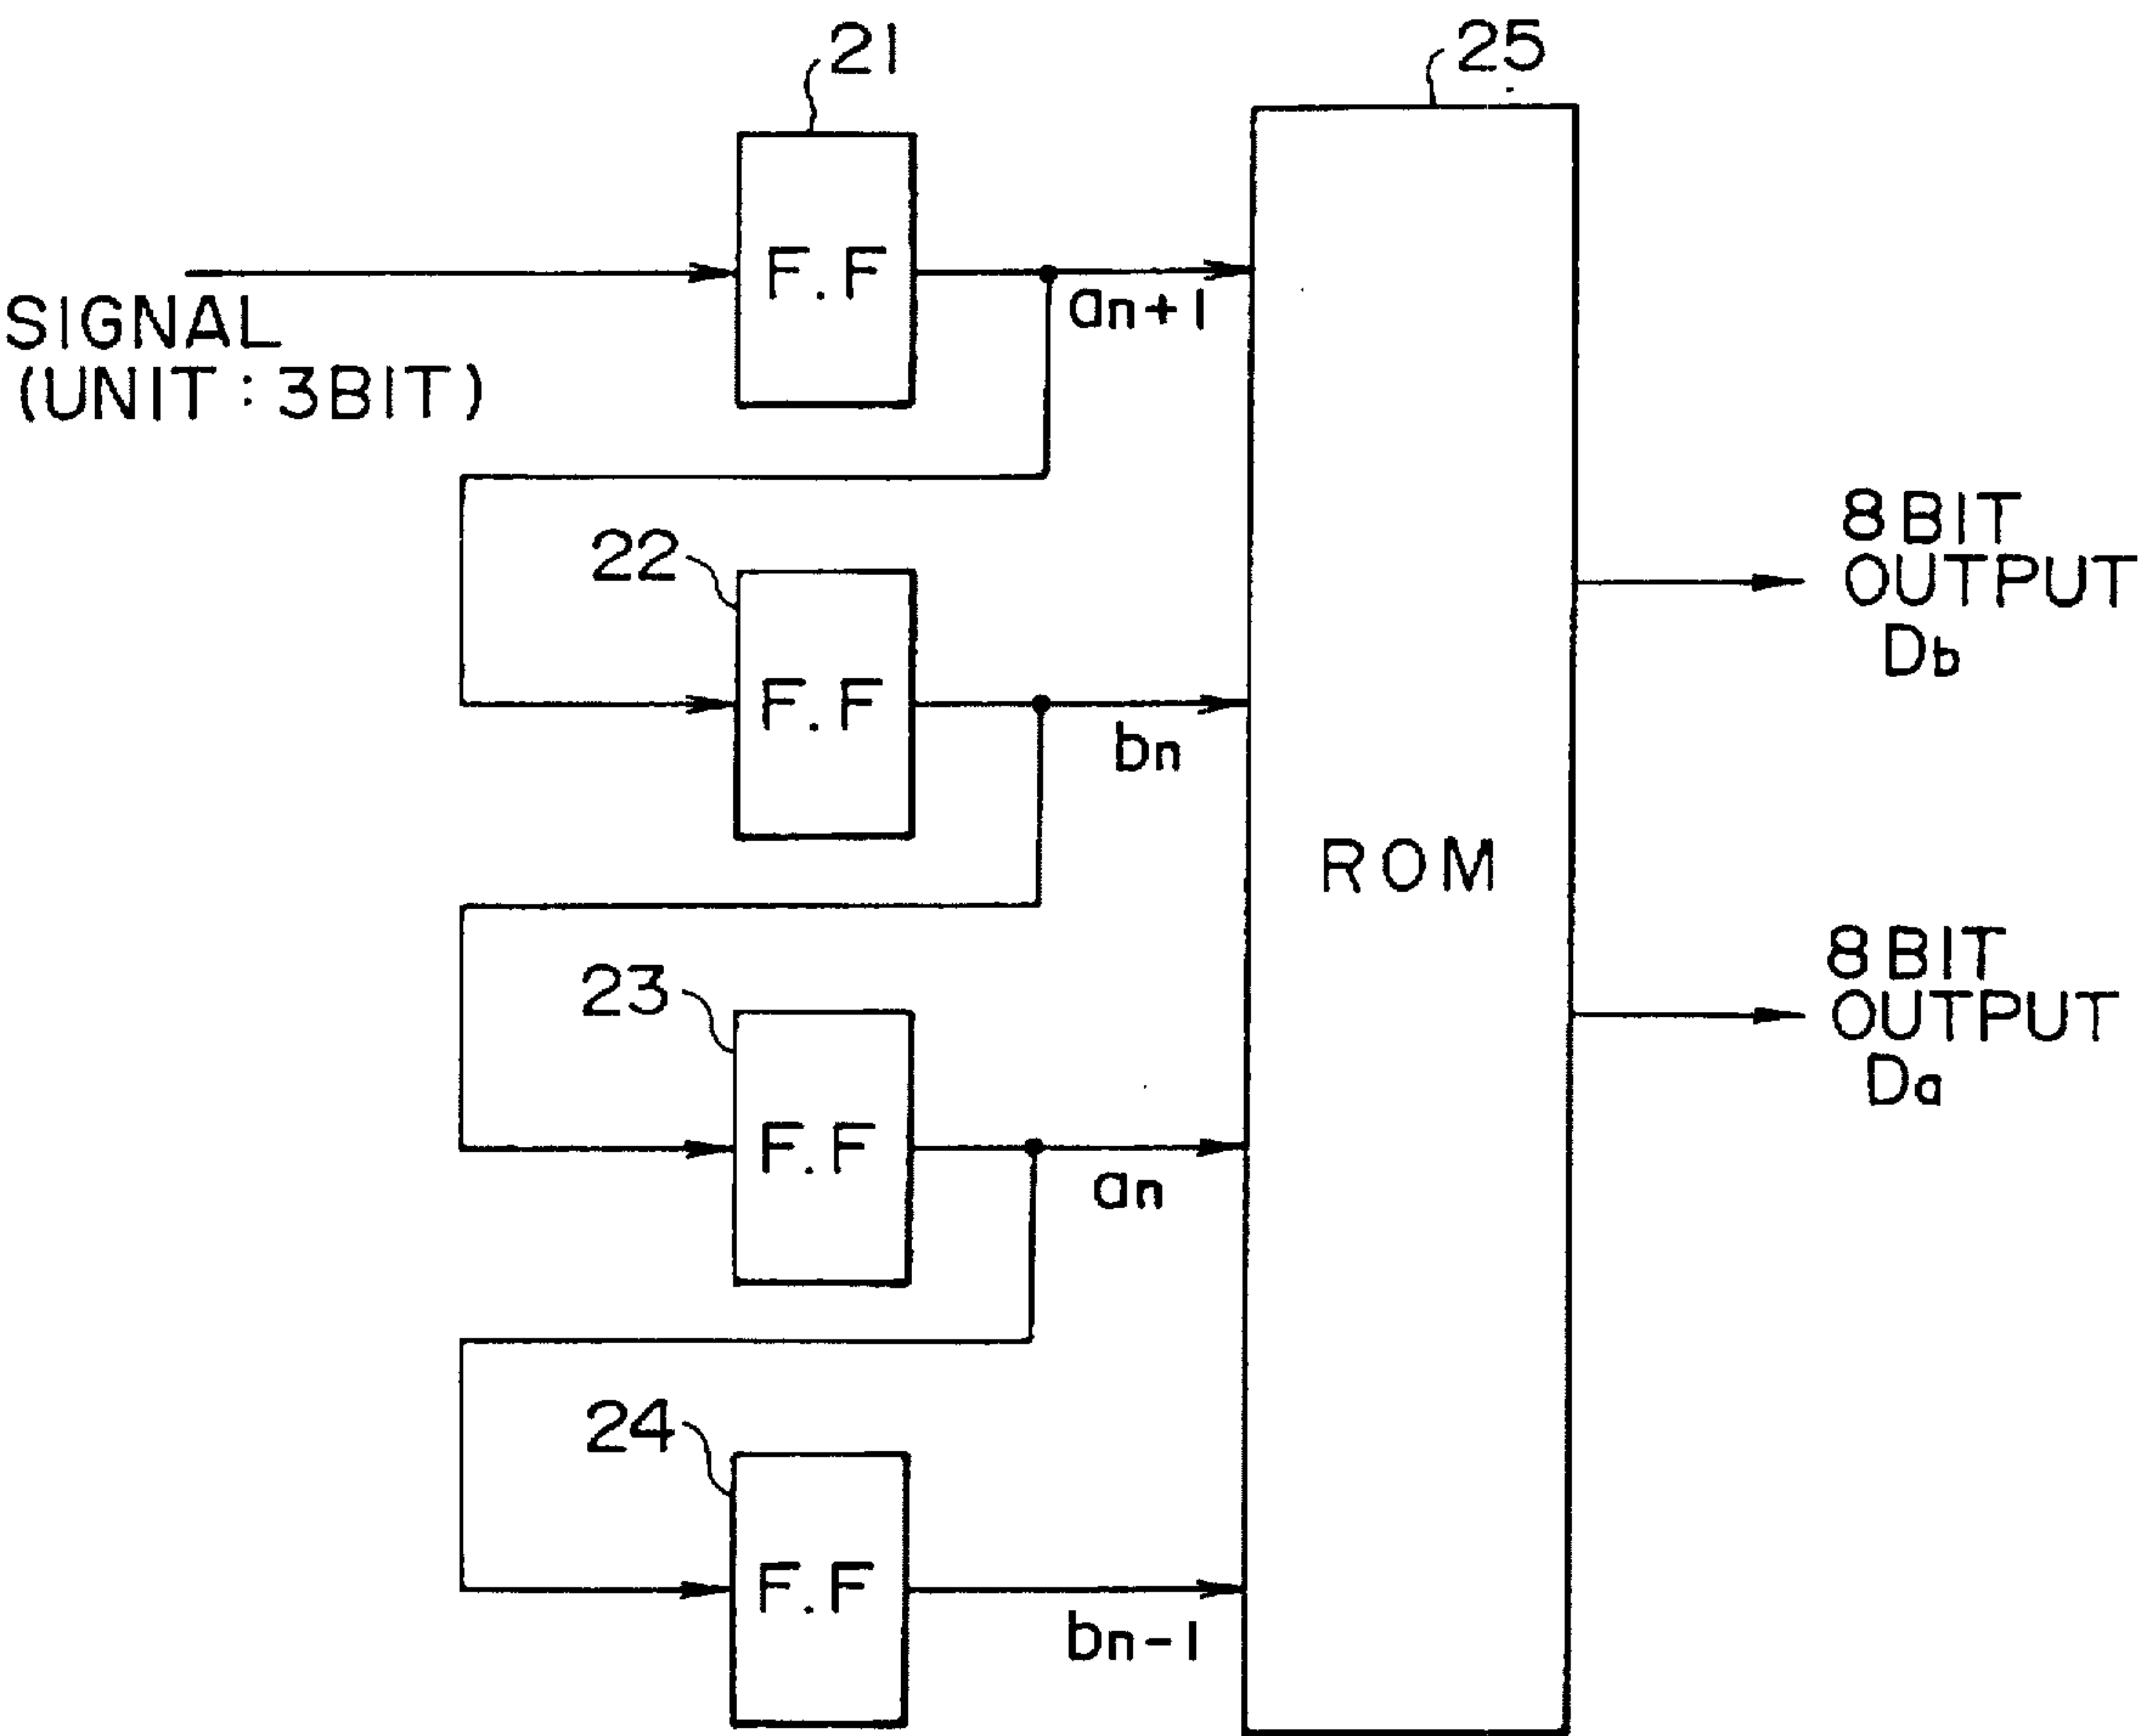 21
25
F.F
an+1
SIGNAL
(UNIT : 3BIT)
22
F.F
bn
8 BIT
OUTPUT
Db
ROM
23
F.F
an
8 BIT
OUTPUT
Da
24
F.F
bn-1